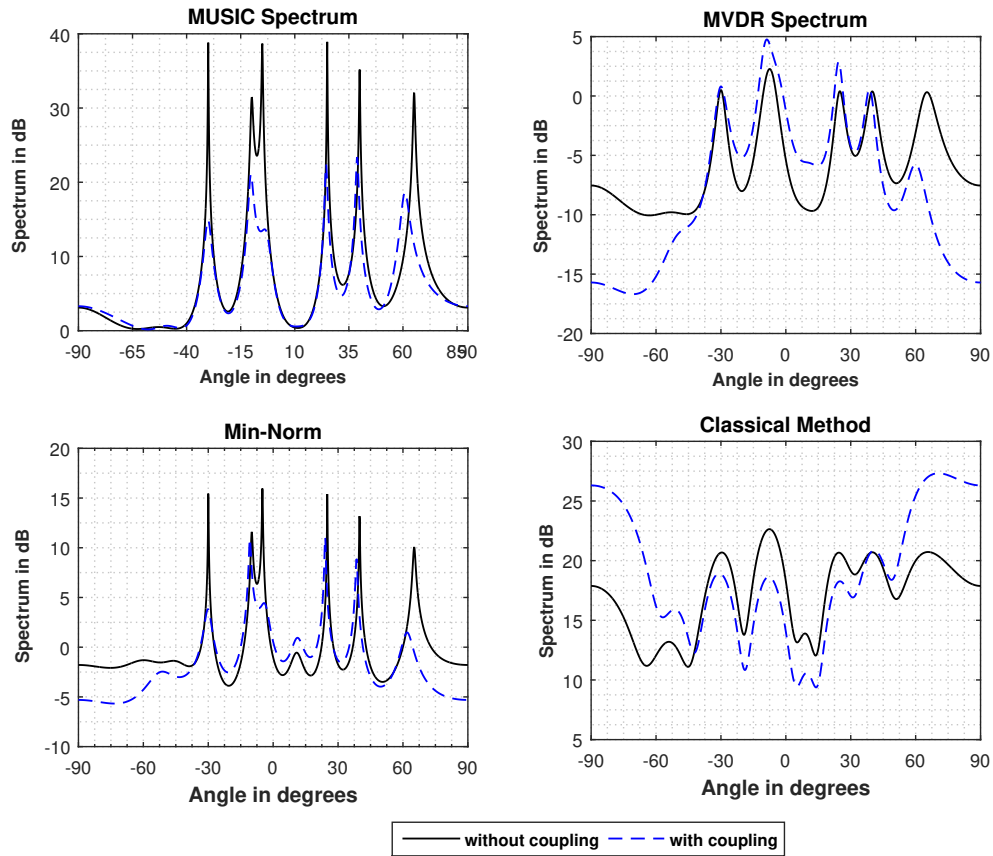 MUSIC Spectrum
40
30
20
10
0
Spectrum in dB
-90 -65 -40 -15 10 35 60 85 90
Angle in degrees
MVDR Spectrum
5
0
-5
-10
-15
-20
Spectrum in dB
-90 -60 -30 0 30 60 90
Angle in degrees
Min-Norm
20
15
10
5
0
-5
-10
Spectrum in dB
-90 -60 -30 0 30 60 90
Angle in degrees
Classical Method
30
25
20
15
10
5
Spectrum in dB
-90 -60 -30 0 30 60 90
Angle in degrees
without coupling with coupling